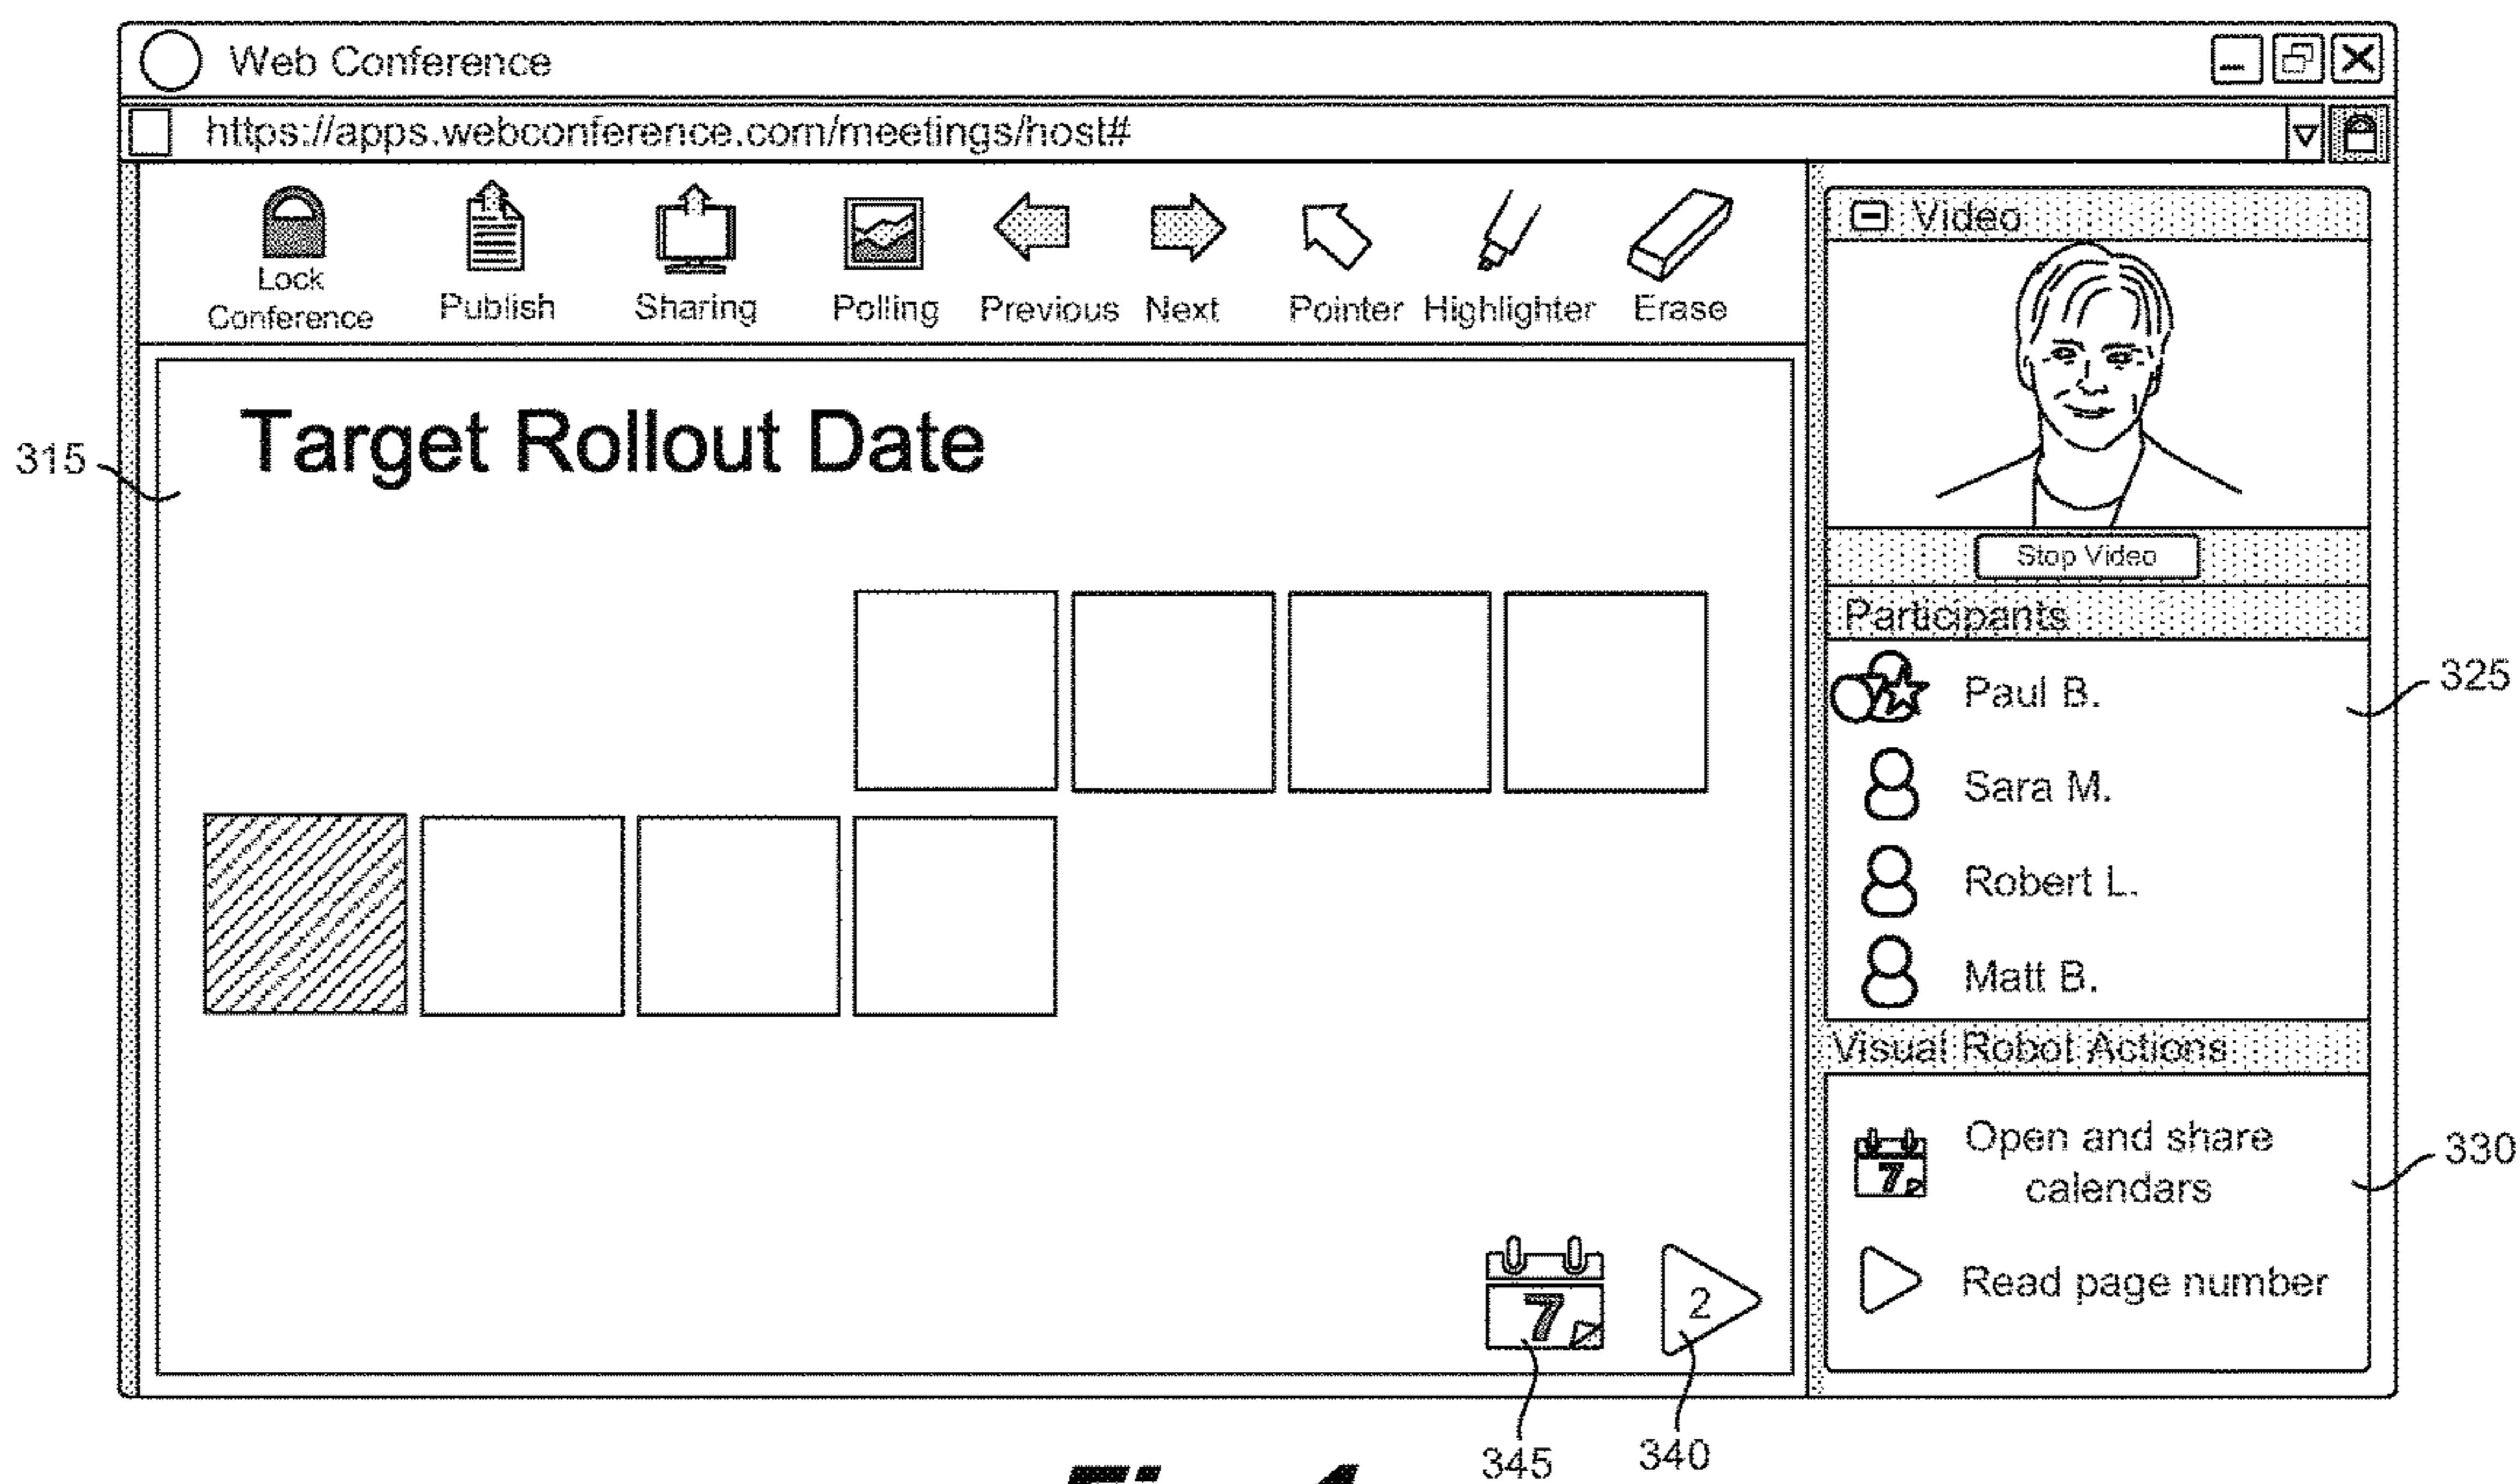 Web Conference
https://apps.webconference.com/meetings/host#
Lock
Conference
Publish
Sharing
Polling
Previous
Next
Pointer
Highlighter
Erase
Video
Target Rollout Date
315
Stop Video
Participants
Paul B.
325
Sara M.
Robert L.
Matt B.
Visual Robot Actions
7
Open and share
calendars
330
Read page number
7
2
345
340